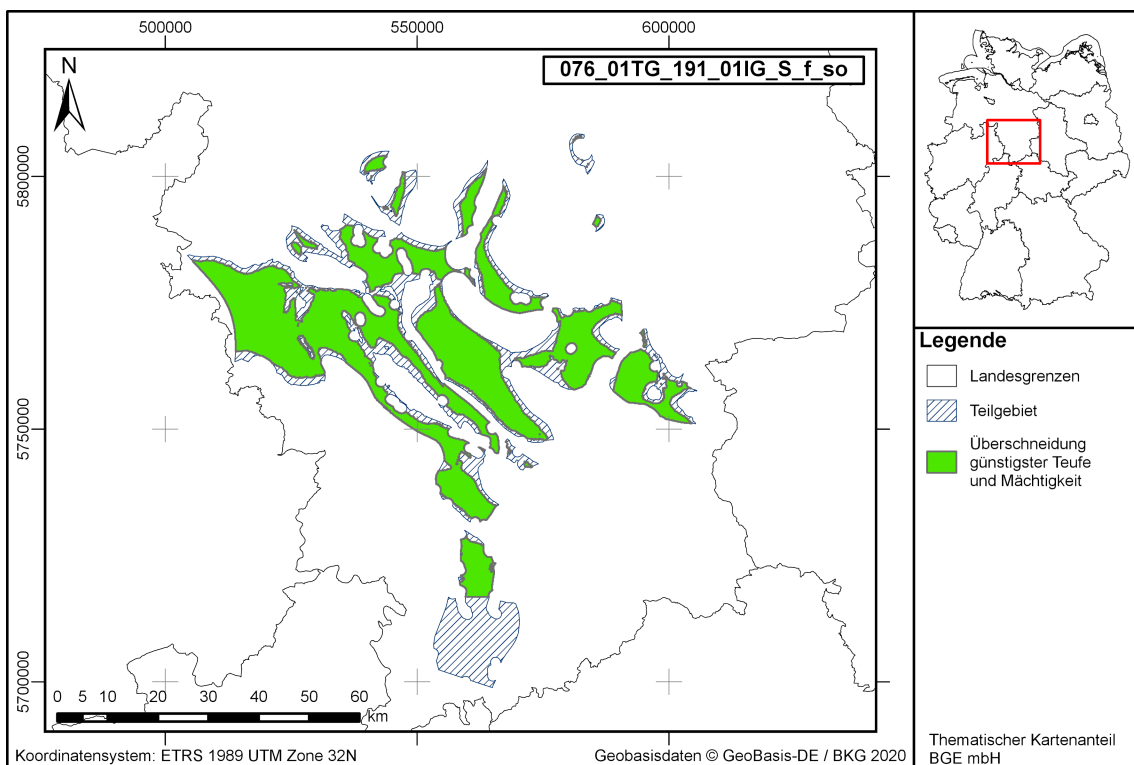 500000
550000
600000
076_01TG_191_01IG_S_f_so
N
5800000
5750000
5700000
0 5 10 20 30 40 50 60
km
Koordinatensystem: ETRS 1989 UTM Zone 32N
Geobasisdaten © GeoBasis-DE / BKG 2020
Legende
Landesgrenzen
Teilgebiet
Überschneidung
günstigster Teufe
und Mächtigkeit
Thematischer Kartenanteil
BGE mbH